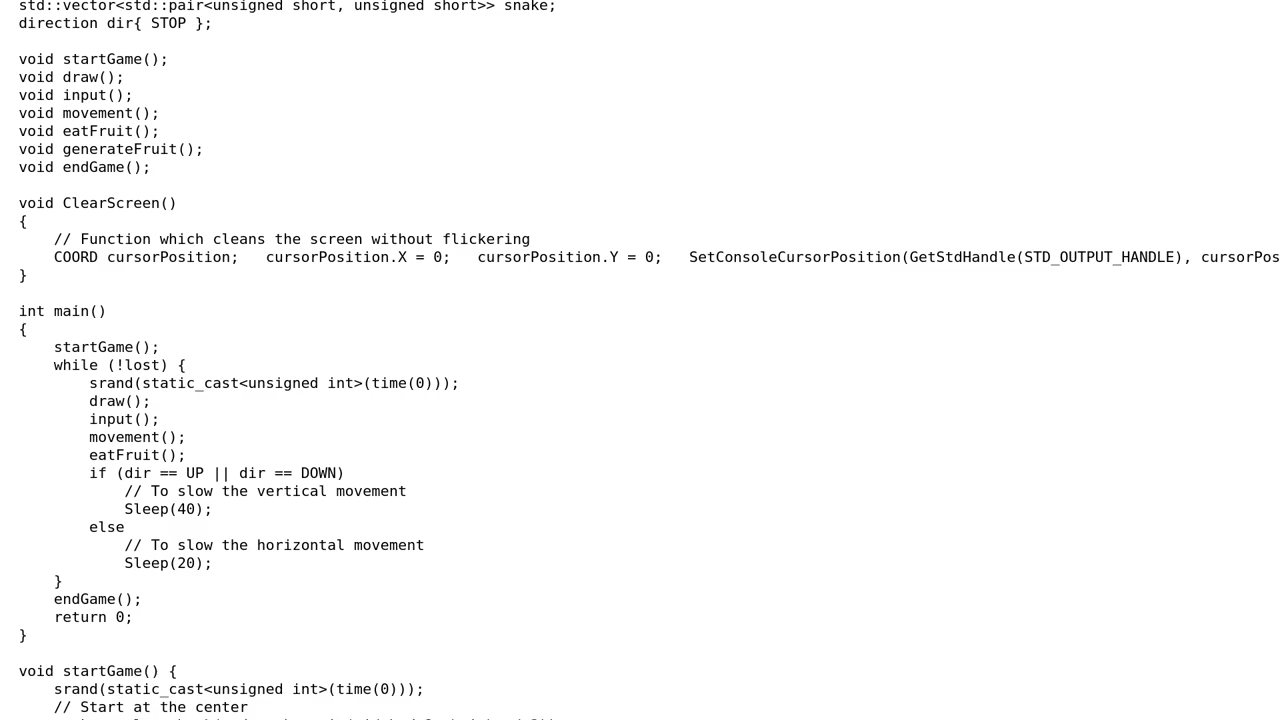 std::vector<std::pair<unsigned short, unsigned short>> snake;
direction dir{ STOP };

void startGame();
void draw();
void input();
void movement();
void eatFruit();
void generateFruit();
void endGame();

void ClearScreen()
{
    // Function which cleans the screen without flickering
    COORD cursorPosition;   cursorPosition.X = 0;   cursorPosition.Y = 0;   SetConsoleCursorPosition(GetStdHandle(STD_OUTPUT_HANDLE), cursorPos
}

int main()
{
    startGame();
    while (!lost) {
        srand(static_cast<unsigned int>(time(0)));
        draw();
        input();
        movement();
        eatFruit();
        if (dir == UP || dir == DOWN)
            // To slow the vertical movement
            Sleep(40);
        else
            // To slow the horizontal movement
            Sleep(20);
    }
    endGame();
    return 0;
}

void startGame() {
    srand(static_cast<unsigned int>(time(0)));
    // Start at the center